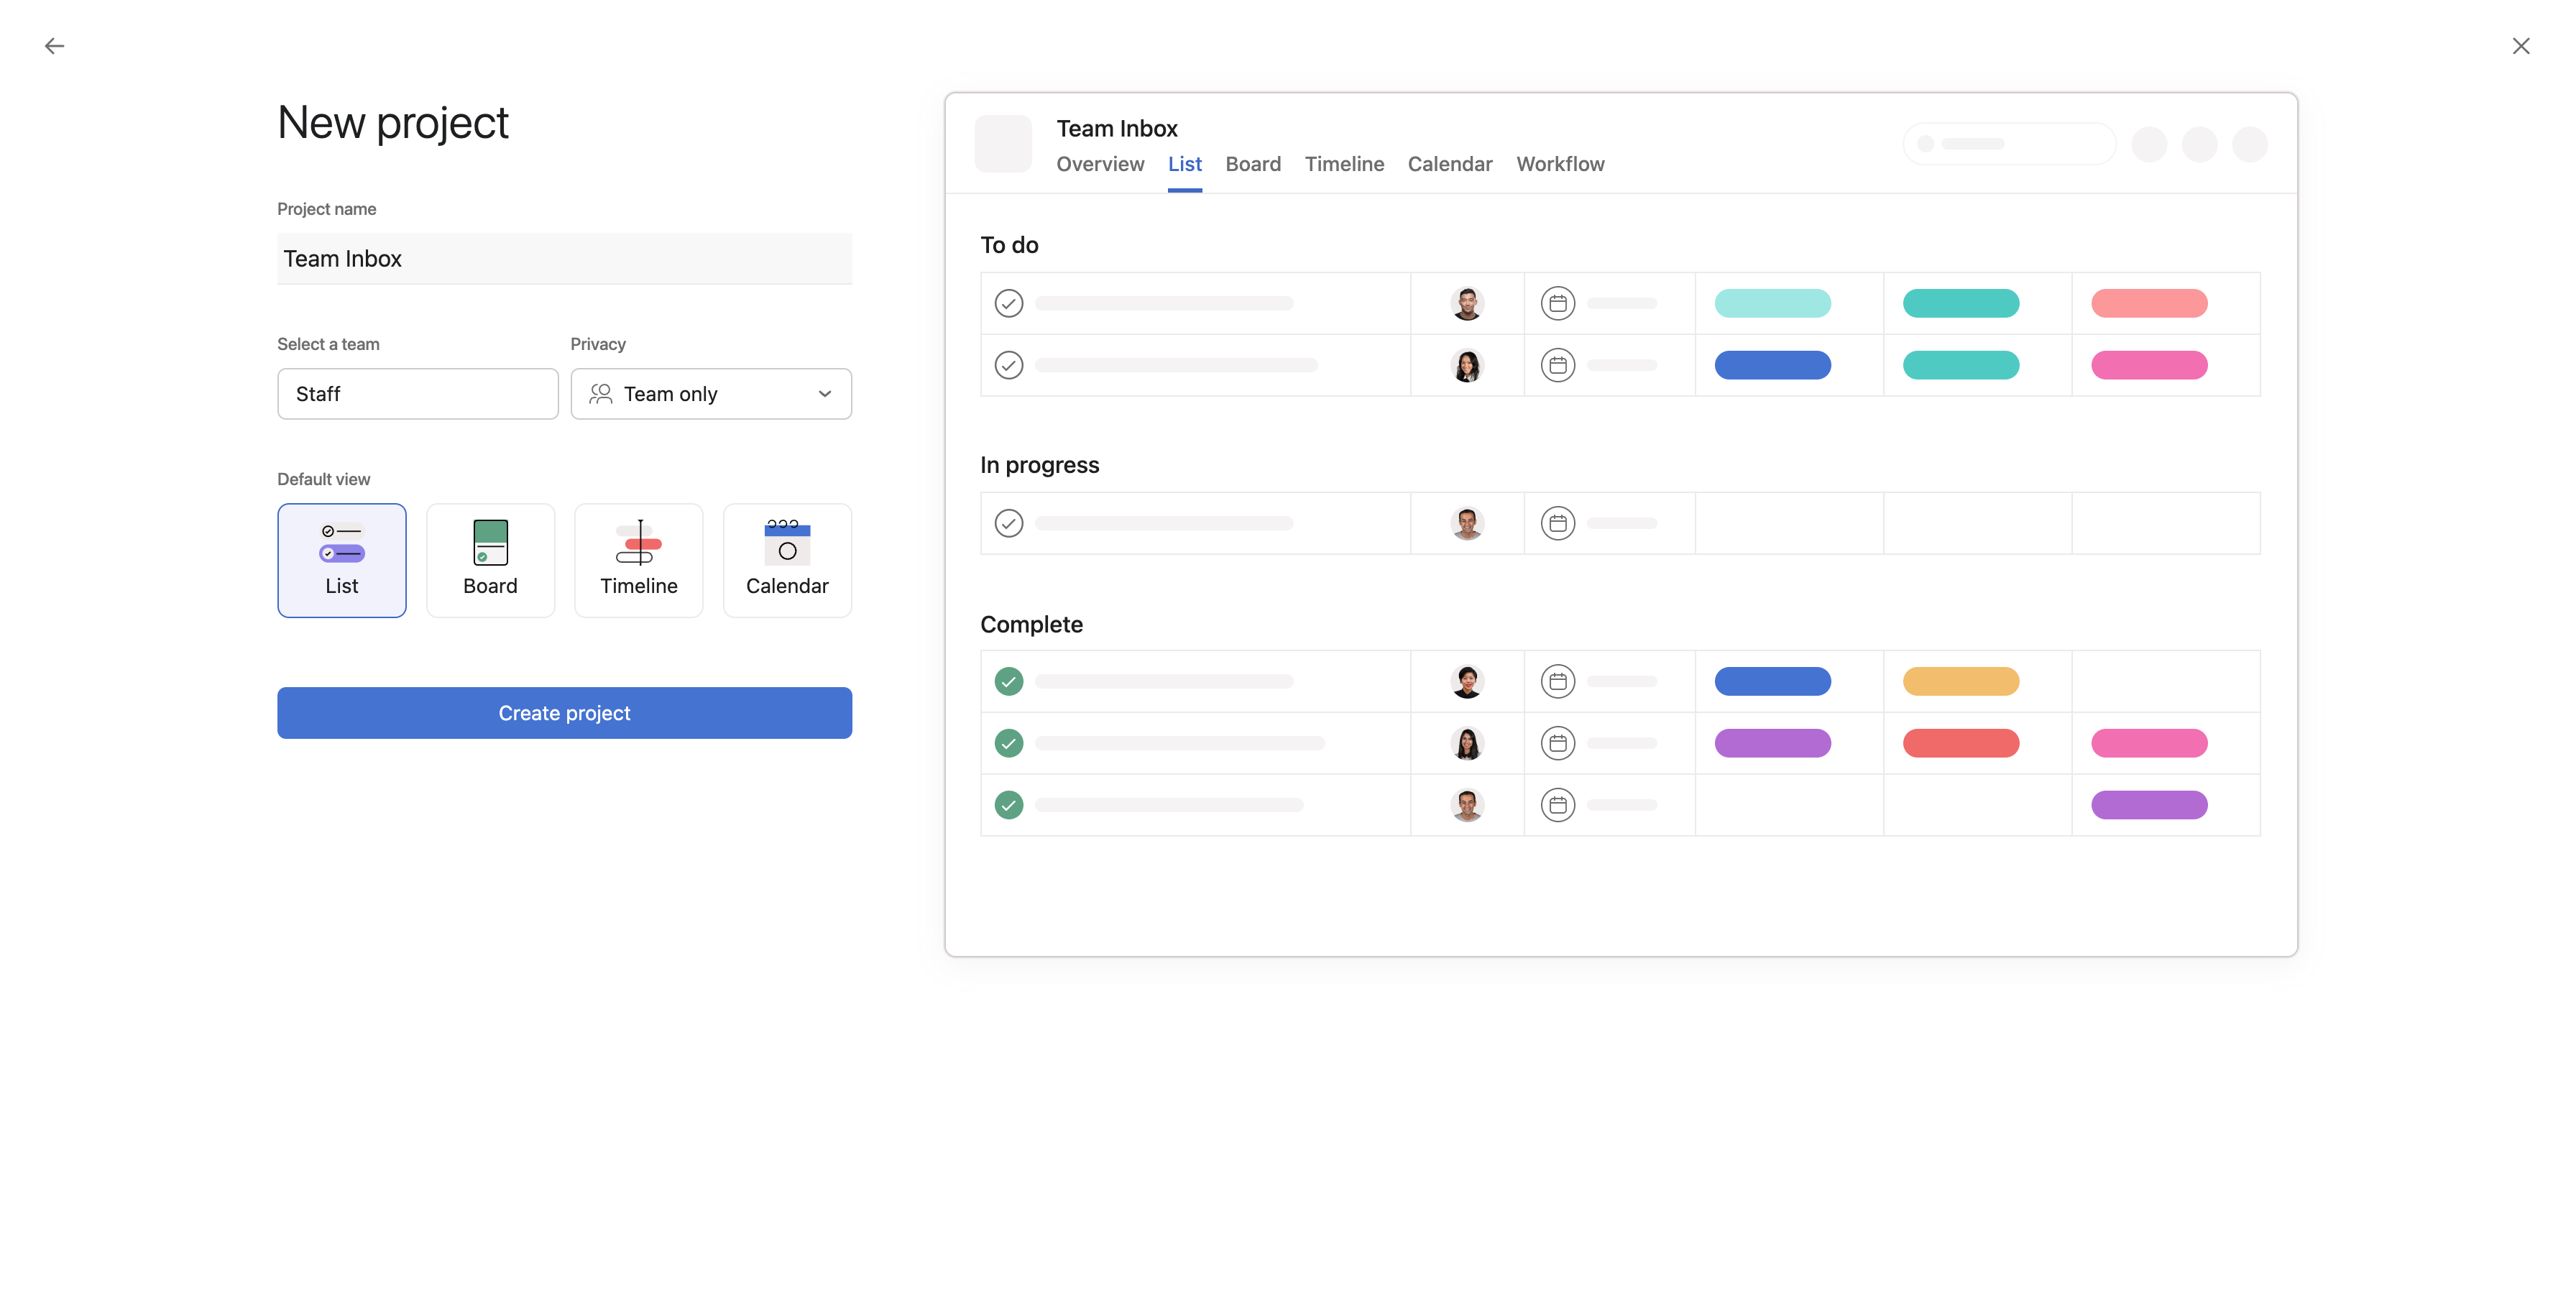 New project
Project name
Team Inbox
Select a team
Privacy
Staff
Team only
Default view
List
Board
Timeline
Calendar
Create project
Team Inbox
Overview List Board Timeline Calendar Workflow
To do
In progress
Complete